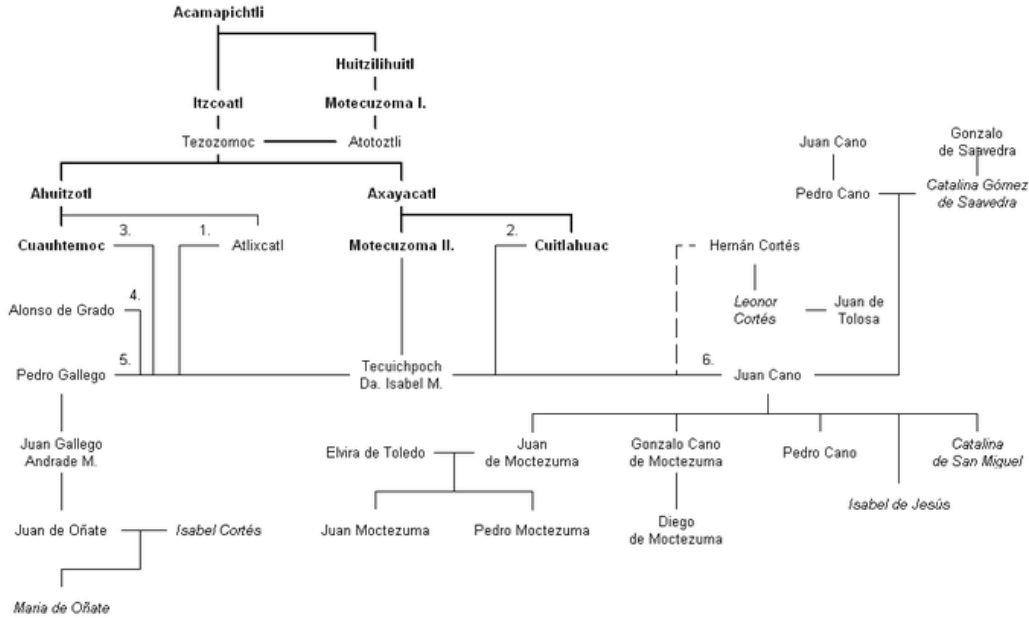 Acamapichtli
Huitzilihuitl
Itzcoatl
Motecuzoma I.
Tezozomoc
Atotoztli
Juan Cano
Gonzalo
de Saavedra
Ahuitzotl
Axayacatl
Pedro Cano
Catalina Gómez
de Saavedra
Cuauhtemoc
3.
1.
Atlixcatl
Motecuzoma II.
2.
Cuitlahuac
Hernán Cortés
Alonso de Grado
4.
Leonor
Cortés
Juan de
Tolosa
Pedro Gallego
5.
Tecuichpoch
Da. Isabel M.
6.
Juan Cano
Juan Gallego
Andrade M.
Elvira de Toledo
Juan
de Moctezuma
Gonzalo Cano
de Moctezuma
Pedro Cano
Catalina
de San Miguel
Isabel de Jesús
Juan de Oñate
Isabel Cortés
Juan Moctezuma
Pedro Moctezuma
Diego
de Moctezuma
Maria de Oñate